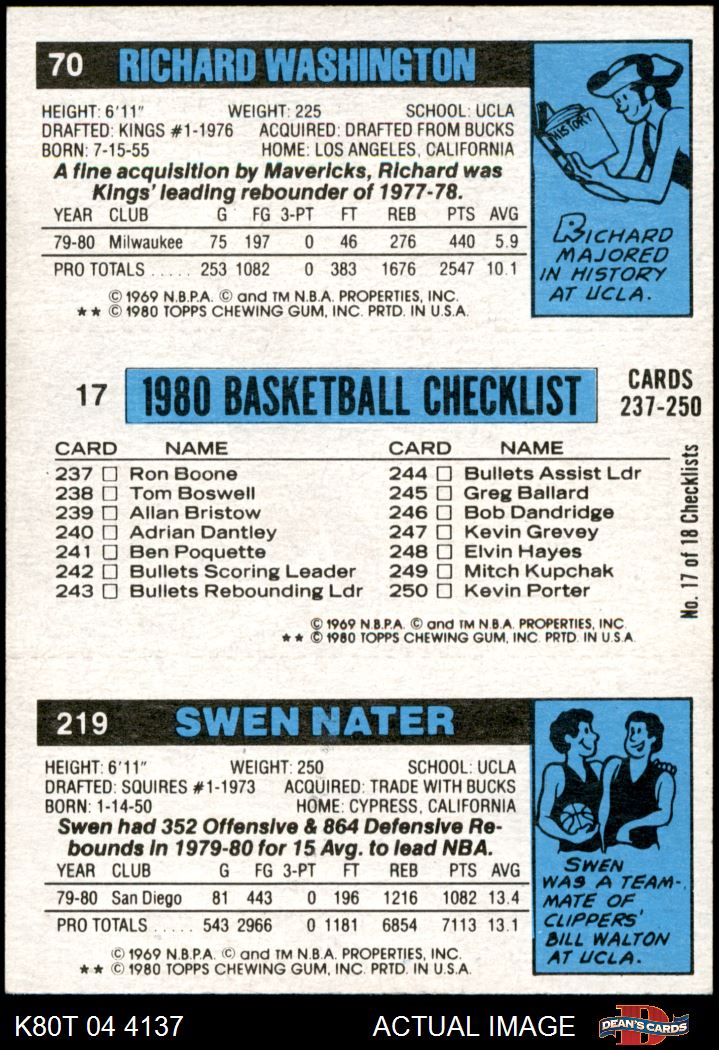 70 RICHARD WASHINGTON
HEIGHT: 6'11" WEIGHT: 225 SCHOOL: UCLA
DRAFTED: KINGS #1-1976 ACQUIRED: DRAFTED FROM BUCKS
BORN: 7-15-55 HOME: LOS ANGELES, CALIFORNIA
A fine acquisition by Mavericks, Richard was
Kings' leading rebounder of 1977-78.
YEAR CLUB G FG 3-PT FT REB PTS AVG
79-80 Milwaukee 75 197 0 46 276 440 5.9
PRO TOTALS ..... 253 1082 0 383 1676 2547 10.1
© 1969 N.B.P.A. © and TM N.B.A. PROPERTIES, INC.
** © 1980 TOPPS CHEWING GUM, INC. PRTD. IN U.S.A.
HISTORY
RICHARD
MAJORED
IN HISTORY
AT UCLA.
17 1980 BASKETBALL CHECKLIST CARDS
237-250
CARD NAME CARD NAME
237 □ Ron Boone 244 □ Bullets Assist Ldr
238 □ Tom Boswell 245 □ Greg Ballard
239 □ Allan Bristow 246 □ Bob Dandridge
240 □ Adrian Dantley 247 □ Kevin Grevey
241 □ Ben Poquette 248 □ Elvin Hayes
242 □ Bullets Scoring Leader 249 □ Mitch Kupchak
243 □ Bullets Rebounding Ldr 250 □ Kevin Porter
No. 17 of 18 Checklists
© 1969 N.B.P.A. © and TM N.B.A. PROPERTIES, INC.
** © 1980 TOPPS CHEWING GUM, INC. PRTD. IN U.S.A.
219 SWEN NATER
HEIGHT: 6'11" WEIGHT: 250 SCHOOL: UCLA
DRAFTED: SQUIRES #1-1973 ACQUIRED: TRADE WITH BUCKS
BORN: 1-14-50 HOME: CYPRESS, CALIFORNIA
Swen had 352 Offensive & 864 Defensive Re-
bounds in 1979-80 for 15 Avg. to lead NBA.
YEAR CLUB G FG 3-PT FT REB PTS AVG
79-80 San Diego 81 443 0 196 1216 1082 13.4
PRO TOTALS ..... 543 2966 0 1181 6854 7113 13.1
© 1969 N.B.P.A. © and TM N.B.A. PROPERTIES, INC.
** © 1980 TOPPS CHEWING GUM, INC. PRTD. IN U.S.A.
SWEN
WAS A TEAM-
MATE OF
CLIPPERS'
BILL WALTON
AT UCLA.
K80T 04 4137 ACTUAL IMAGE D DEAN'S CARDS